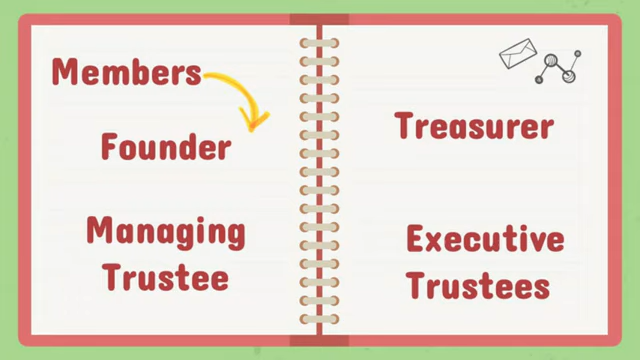 Members
Founder
Managing
Trustee
Treasurer
Executive
Trustees